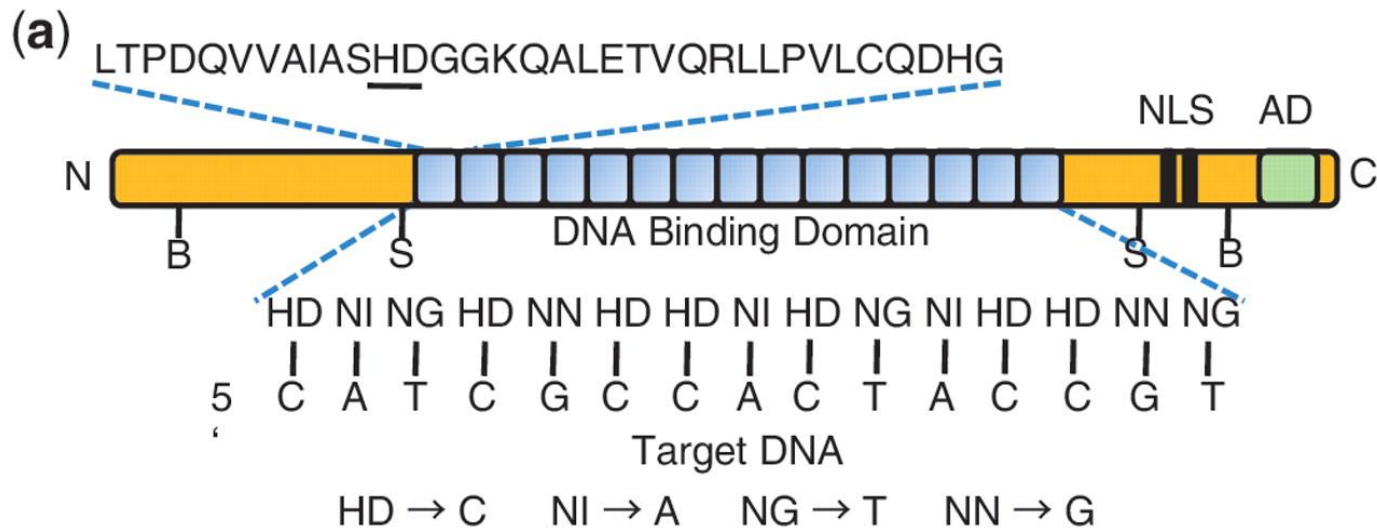 (a)
LTPDQVVAIASHDGGKQALETVQRLLPVLCQDHG
NLS AD
N C
B S DNA Binding Domain S B
HD NI NG HD NN HD HD NI HD NG NI HD HD NN NG
5 C A T C G C C A C T A C C G T
‘
Target DNA
HD → C NI → A NG → T NN → G